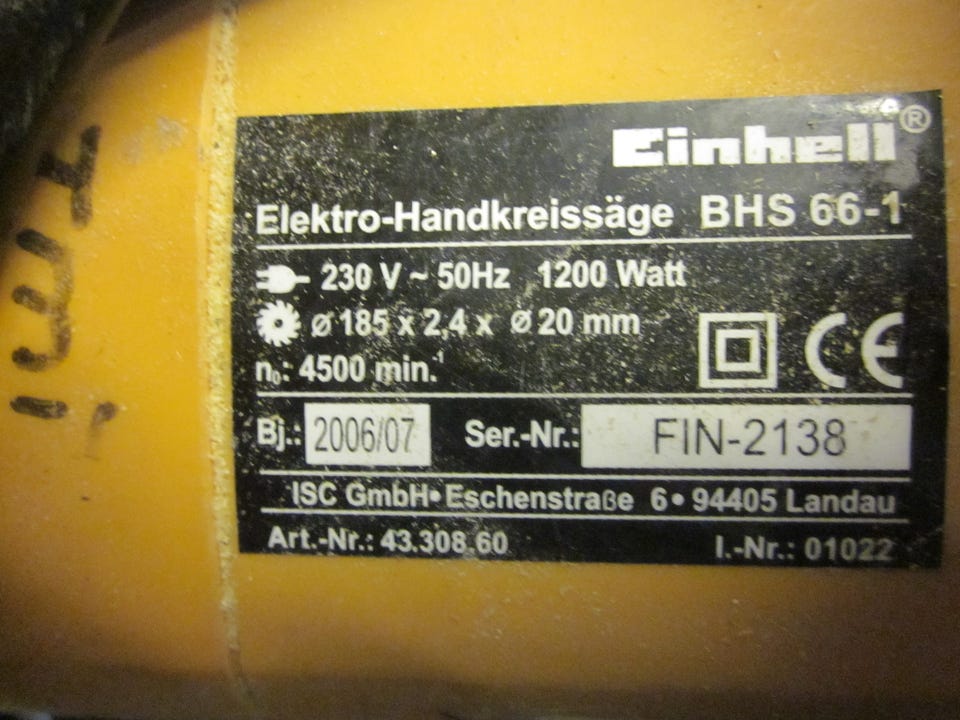 Einhell®
Elektro-Handkreissäge BHS 66-1
230 V ~ 50Hz 1200 Watt
ø 185 x 2,4 x ø 20 mm
n₀: 4500 min.⁻¹
CE
Bj.: 2006/07 Ser.-Nr.: FIN-2138
ISC GmbH • Eschenstraße 6 • 94405 Landau
Art.-Nr.: 43.308.60 I.-Nr.: 01022